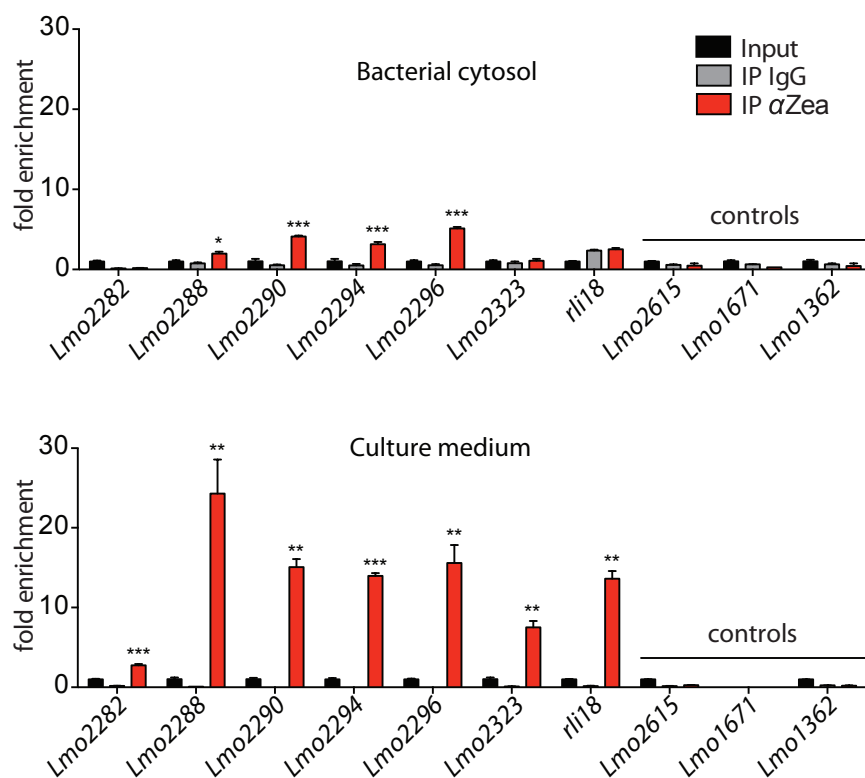 30
20
10
0
fold enrichment
Bacterial cytosol
Input
IP IgG
IP αZea
*
***
***
***
controls
Lmo2282
Lmo2288
Lmo2290
Lmo2294
Lmo2296
Lmo2323
rli18
Lmo2615
Lmo1671
Lmo1362
30
20
10
0
fold enrichment
Culture medium
***
**
**
***
**
**
**
controls
Lmo2282
Lmo2288
Lmo2290
Lmo2294
Lmo2296
Lmo2323
rli18
Lmo2615
Lmo1671
Lmo1362